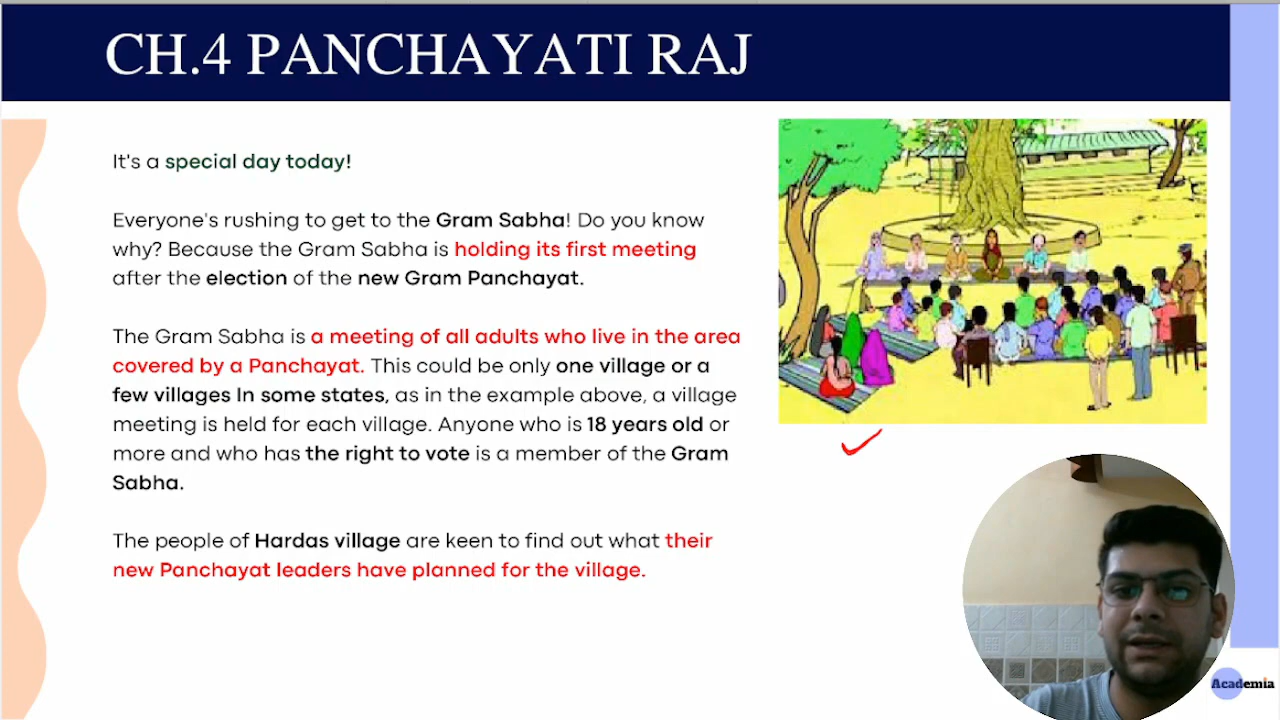 CH.4 PANCHAYATI RAJ
It's a special day today!
Everyone's rushing to get to the Gram Sabha! Do you know
why? Because the Gram Sabha is holding its first meeting
after the election of the new Gram Panchayat.
The Gram Sabha is a meeting of all adults who live in the area
covered by a Panchayat. This could be only one village or a
few villages In some states, as in the example above, a village
meeting is held for each village. Anyone who is 18 years old or
more and who has the right to vote is a member of the Gram
Sabha.
The people of Hardas village are keen to find out what their
new Panchayat leaders have planned for the village.
Academia